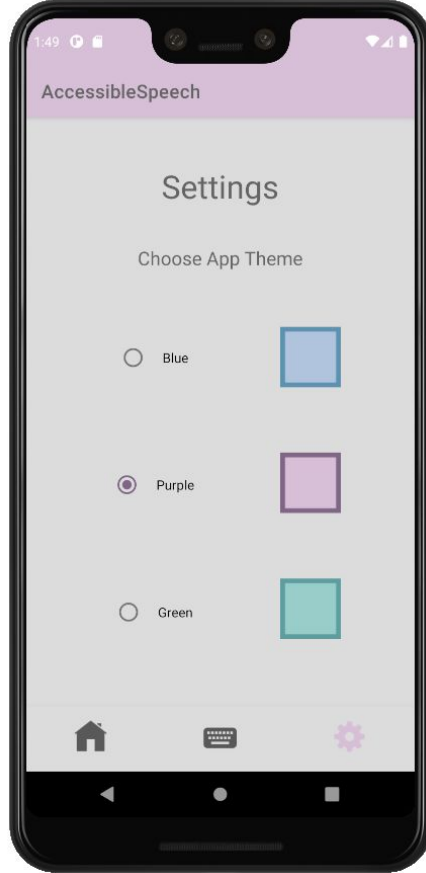 1:49
AccessibleSpeech
Settings
Choose App Theme
Blue
Purple
Green